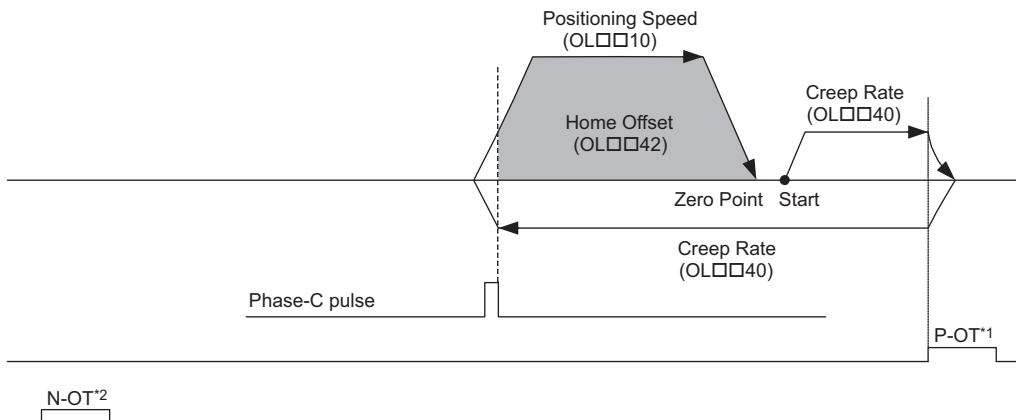 Positioning Speed
(OL□□10)
Creep Rate
(OL□□40)
Home Offset
(OL□□42)
Zero Point
Start
Creep Rate
(OL□□40)
Phase-C pulse
P-OT*1
N-OT*2